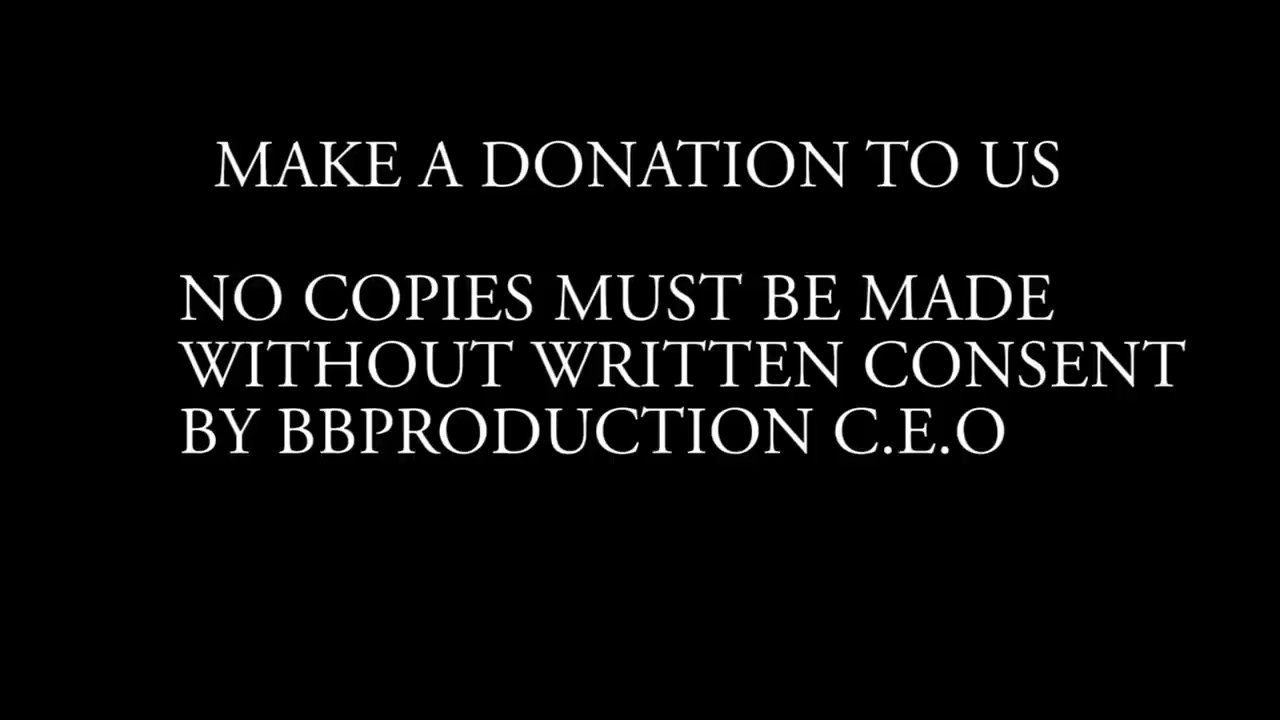 MAKE A DONATION TO US
NO COPIES MUST BE MADE
WITHOUT WRITTEN CONSENT
BY BBPRODUCTION C.E.O